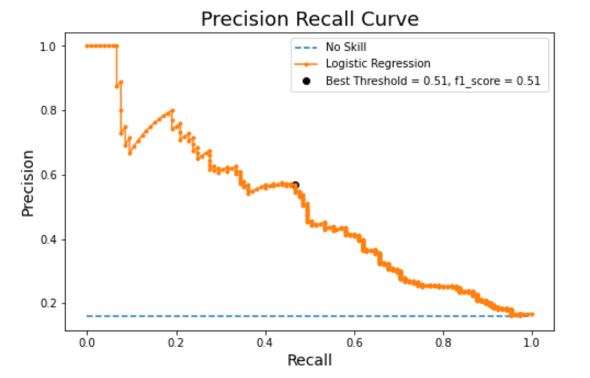 Precision Recall Curve
No Skill
Logistic Regression
Best Threshold = 0.51, f1_score = 0.51
1.0
0.8
0.6
0.4
0.2
Precision
0.0
0.2
0.4
0.6
0.8
1.0
Recall